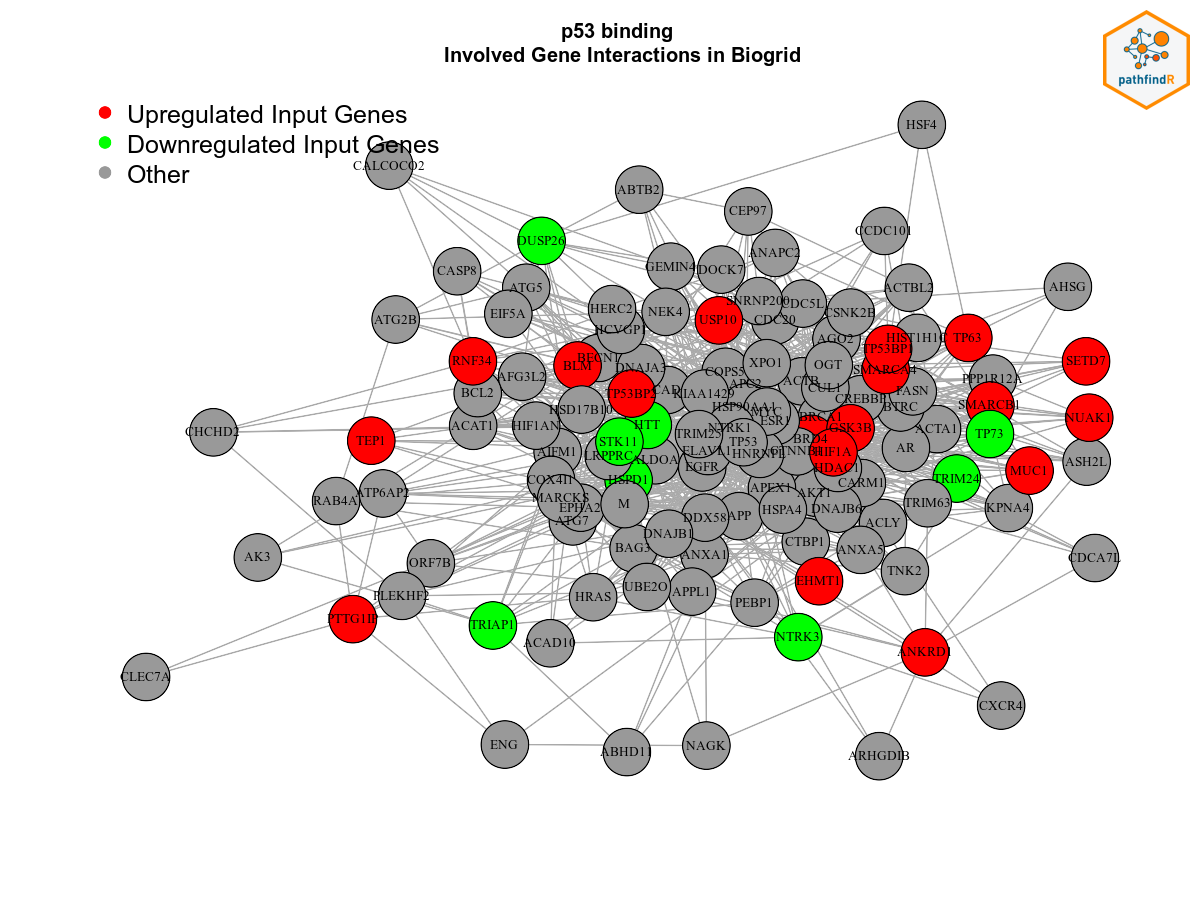 p53 binding
Involved Gene Interactions in Biogrid
pathfindR
Upregulated Input Genes
Downregulated Input Genes
Other
HSF4
CALCOCO2
ABTB2
CEP97
CCDC101
DUSP26
ANAPC2
GEMIN4
DOCK7
CASP8
ATG5
ACTBL2
AHSG
SNRNP200
CDC5L
HERC2
NEK4
EIF5A
CSNK2B
ATG2B
USP10
CDC20
HCVGP1
AGO2
HIST1H1C
TP63
TP53BP1
RNF34
BLM
BECN1
DNAJA3
XPO1
OGT
SETD7
COPS5
SMARCA4
AFG3L2
APC2
ACTB
PPP1R12A
BCL2
TP53BP2
CAD
KIAA1429
CUL1
FASN
CREBBP
SMARCB1
HSD17B10
HSP90AA1
MYC
BTRC
NUAK1
ACAT1
HIF1AN
HTT
NTRK1
ESR1
BRCA1
GSK3B
ACTA1
CHCHD2
TEP1
STK11
TRIM25
TP53
BRD4
TP73
AIFM1
LRPPRC
ALDOA
ELAVL1
HNRNPL
CTNNB1
HIF1A
AR
ASH2L
EGFR
HDAC1
MUC1
COX4I1
HSPD1
CARM1
TRIM24
ATP6AP2
APEX1
AKT1
RAB4A
MARCKS
EPHA2
M
HSPA4
DNAJB6
TRIM63
KPNA4
ATG7
DDX58
APP
ACLY
DNAJB1
BAG3
ANXA1
CTBP1
ANXA5
AK3
ORF7B
CDCA7L
TNK2
EHMT1
PLEKHF2
HRAS
UBE2O
APPL1
PEBP1
PTTG1IP
TRIAP1
ACAD10
NTRK3
ANKRD1
CLEC7A
CXCR4
ENG
ABHD11
NAGK
ARHGDIB